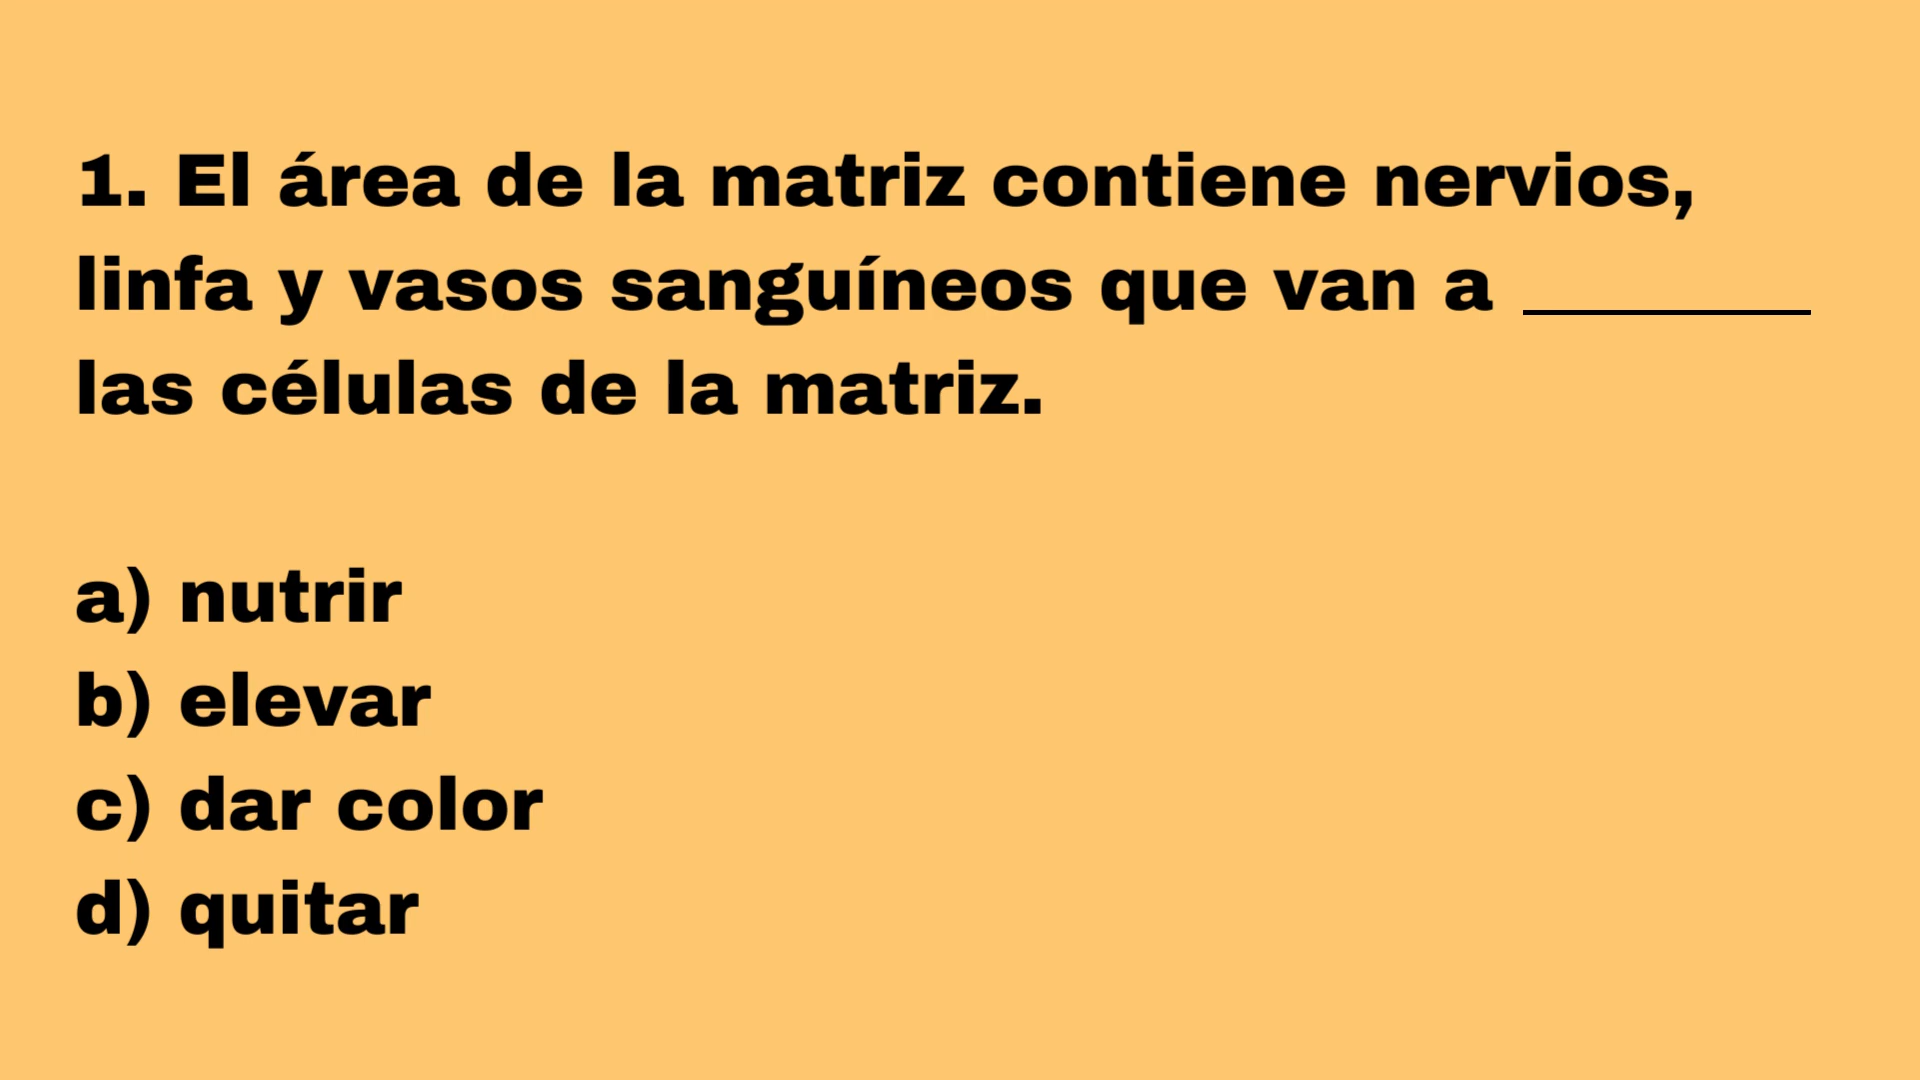 1. El área de la matriz contiene nervios,
linfa y vasos sanguíneos que van a ________
las células de la matriz.
a) nutrir
b) elevar
c) dar color
d) quitar